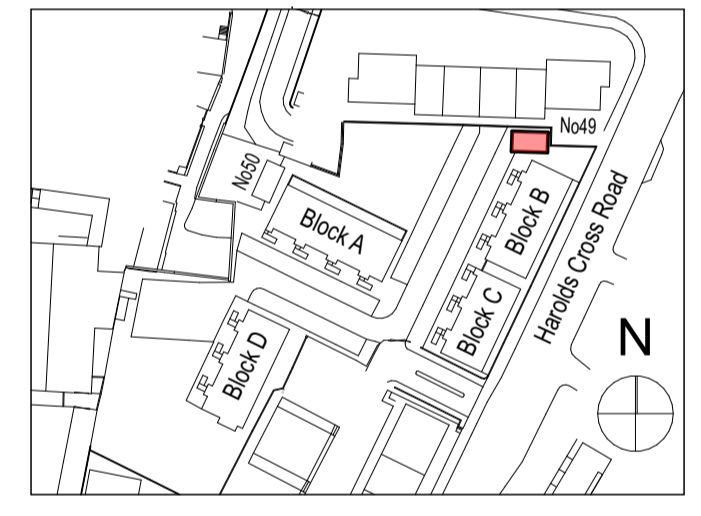 No49
No50
Block A
Block B
Harolds Cross Road
Block C
Block D
N